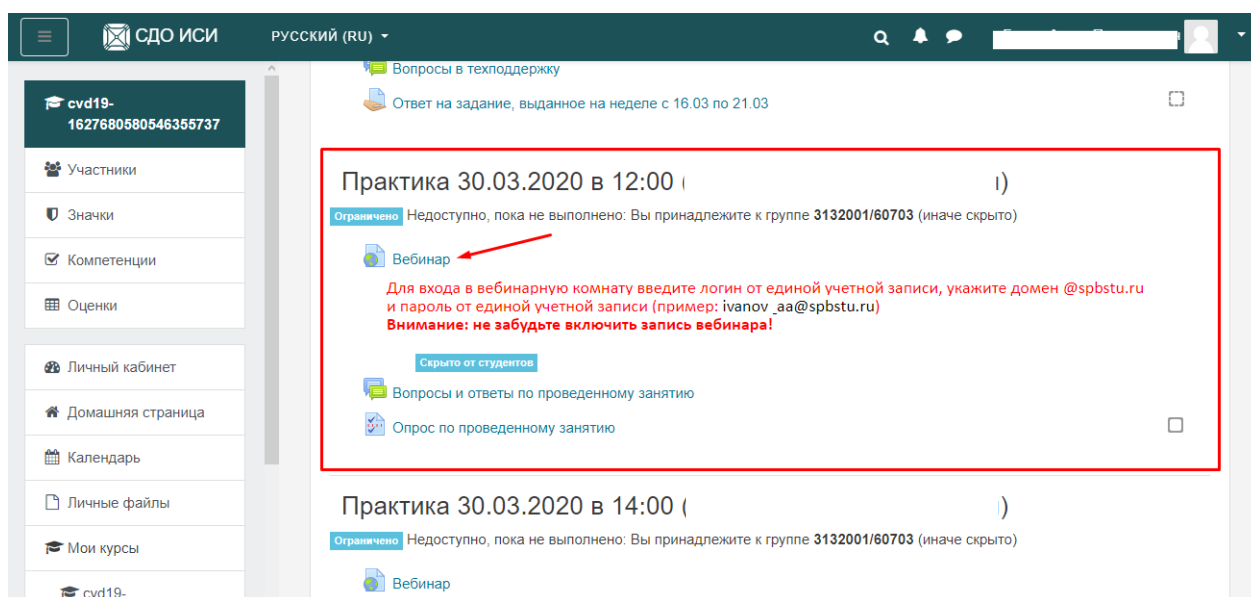 СДО ИСИ
РУССКИЙ (RU)
cvd19-
1627680580546355737
Участники
Значки
Компетенции
Оценки
Личный кабинет
Домашняя страница
Календарь
Личные файлы
Мои курсы
cvd19-
Вопросы в техподдержку
Ответ на задание, выданное на неделе с 16.03 по 21.03
Практика 30.03.2020 в 12:00 ( )
Ограничено Недоступно, пока не выполнено: Вы принадлежите к группе 3132001/60703 (иначе скрыто)
Вебинар
Для входа в вебинарную комнату введите логин от единой учетной записи, укажите домен @spbstu.ru
и пароль от единой учетной записи (пример: ivanov _aa@spbstu.ru)
Внимание: не забудьте включить запись вебинара!
Скрыто от студентов
Вопросы и ответы по проведенному занятию
Опрос по проведенному занятию
Практика 30.03.2020 в 14:00 ( )
Ограничено Недоступно, пока не выполнено: Вы принадлежите к группе 3132001/60703 (иначе скрыто)
Вебинар